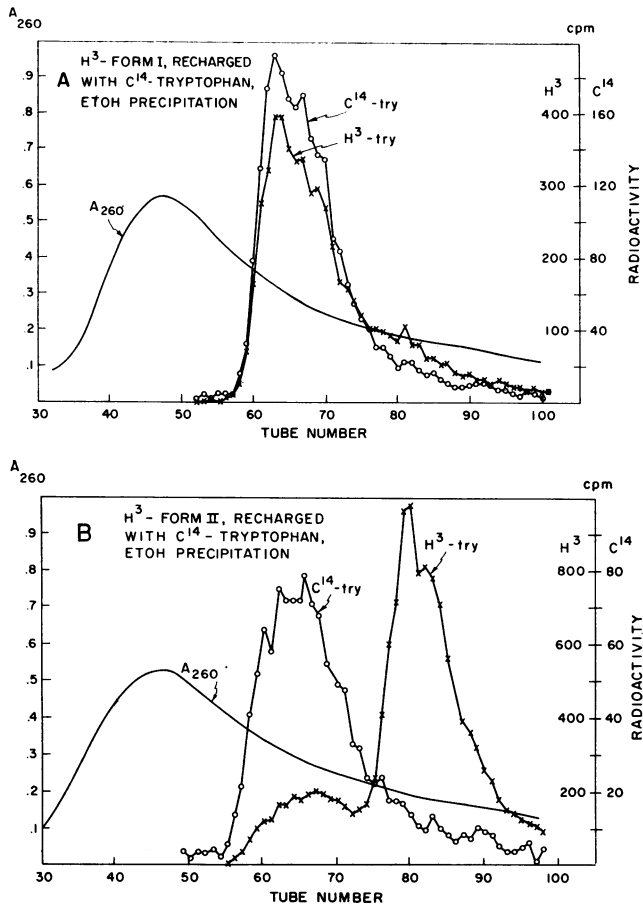 A
260
cpm
A
H³- FORM I, RECHARGED
WITH C¹⁴- TRYPTOPHAN,
ETOH PRECIPITATION
H³ C¹⁴
C¹⁴-try
H³-try
A₂₆₀
.9
.8
.7
.6
.5
.4
.3
.2
.1
400 160
300 120
200 80
100 40
RADIOACTIVITY
30 40 50 60 70 80 90 100
TUBE NUMBER
A
260
cpm
B
H³- FORM II, RECHARGED
WITH C¹⁴- TRYPTOPHAN,
ETOH PRECIPITATION
H³ C¹⁴
C¹⁴-try
H³-try
A₂₆₀
.9
.8
.7
.6
.5
.4
.3
.2
.1
800 80
600 60
400 40
200 20
RADIOACTIVITY
30 40 50 60 70 80 90 100
TUBE NUMBER